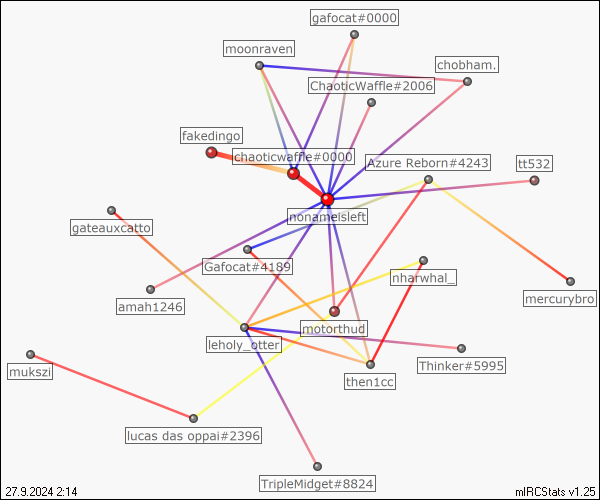 gafocat#0000
moonraven
chobham.
ChaoticWaffle#2006
fakedingo
chaoticwaffle#0000
Azure Reborn#4243
tt532
nonameisleft
gateauxcatto
Gafocat#4189
nharwhal_
amah1246
mercurybro
motorthud
leholy_otter
Thinker#5995
mukszi
then1cc
lucas das oppai#2396
TripleMidget#8824
27.9.2024 2:14
mIRCStats v1.25